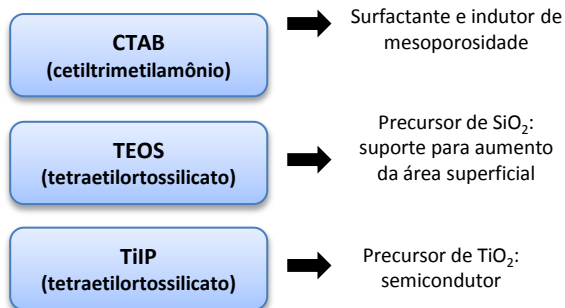 CTAB
(cetiltrimetilamônio)
Surfactante e indutor de
mesoporosidade
TEOS
(tetraetilortossilicato)
Precursor de SiO₂:
suporte para aumento
da área superficial
TiIP
(tetraetilortossilicato)
Precursor de TiO₂:
semicondutor